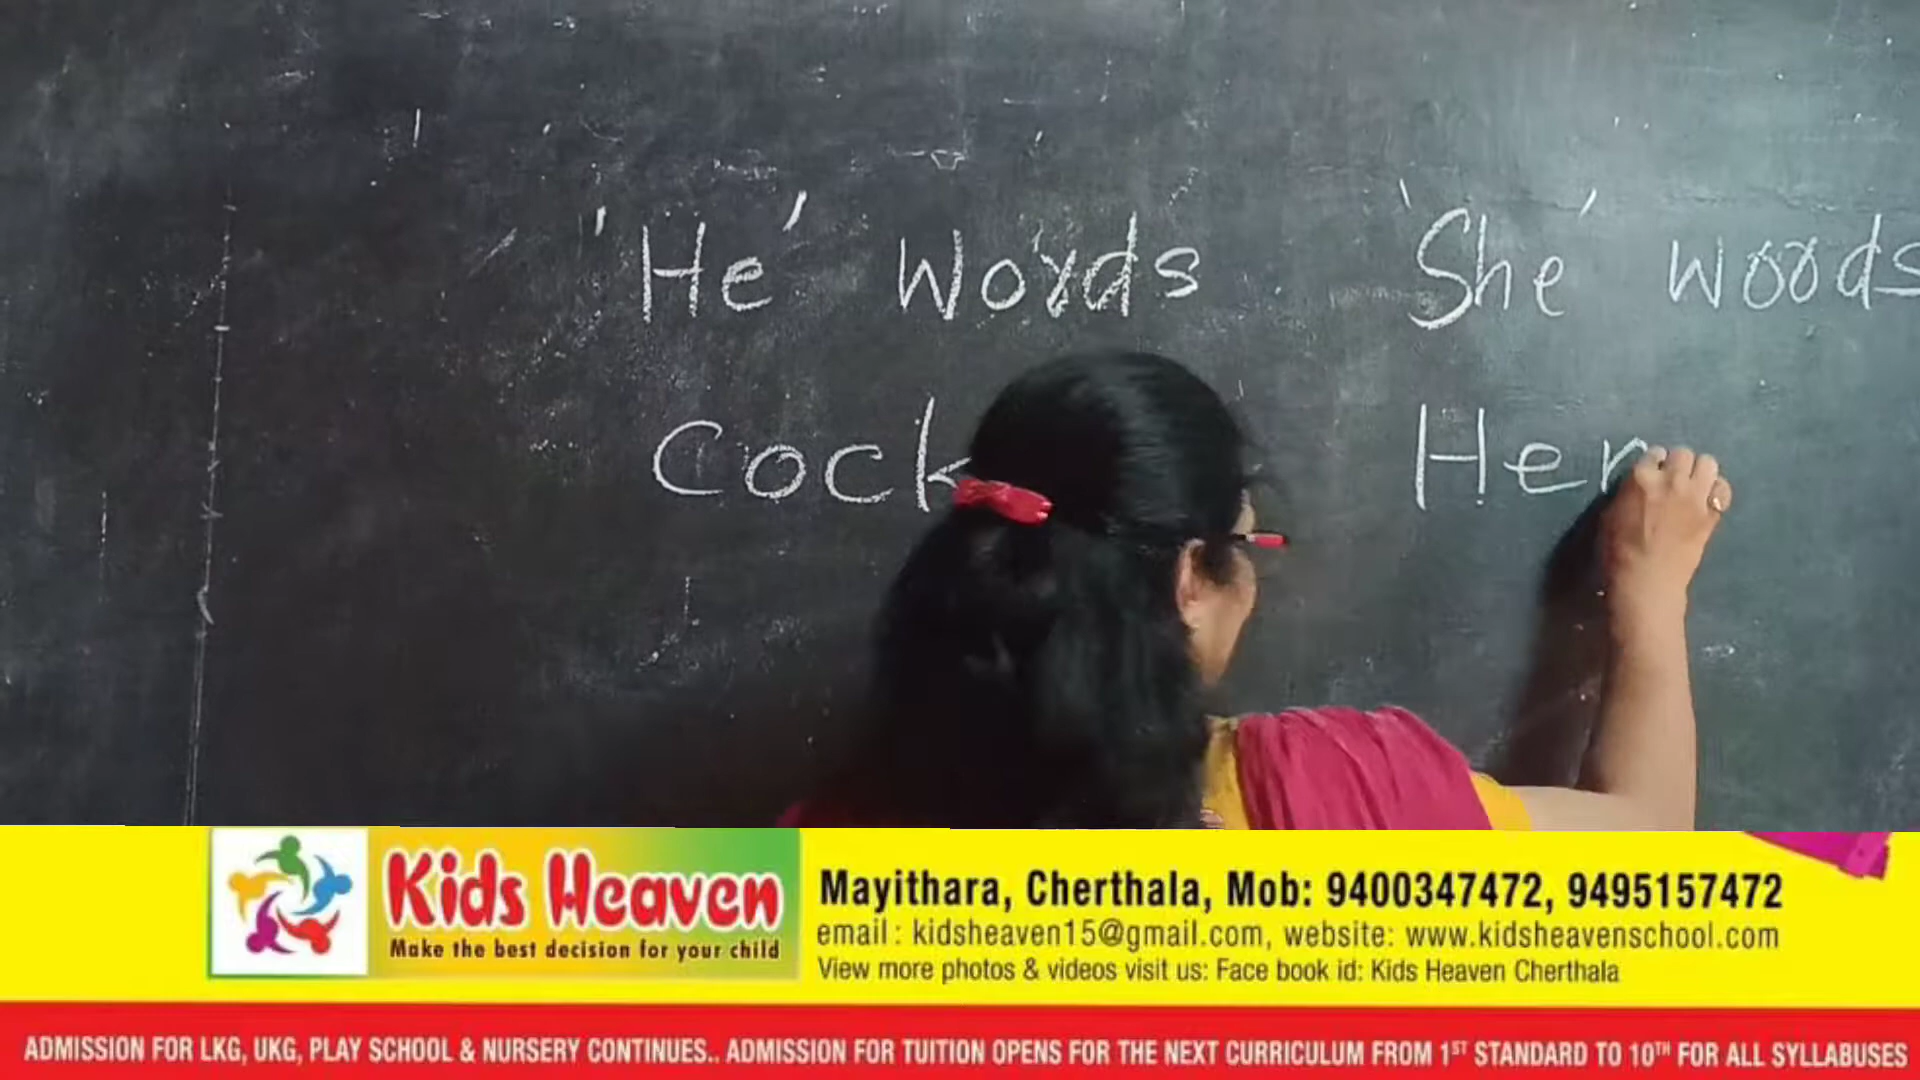 'He' Words 'She' words
Cock Hen
Kids Heaven
Make the best decision for your child
Mayithara, Cherthala, Mob: 9400347472, 9495157472
email : kidsheaven15@gmail.com, website: www.kidsheavenschool.com
View more photos & videos visit us: Face book id: Kids Heaven Cherthala
ADMISSION FOR LKG, UKG, PLAY SCHOOL & NURSERY CONTINUES.. ADMISSION FOR TUITION OPENS FOR THE NEXT CURRICULUM FROM 1ST STANDARD TO 10TH FOR ALL SYLLABUSES